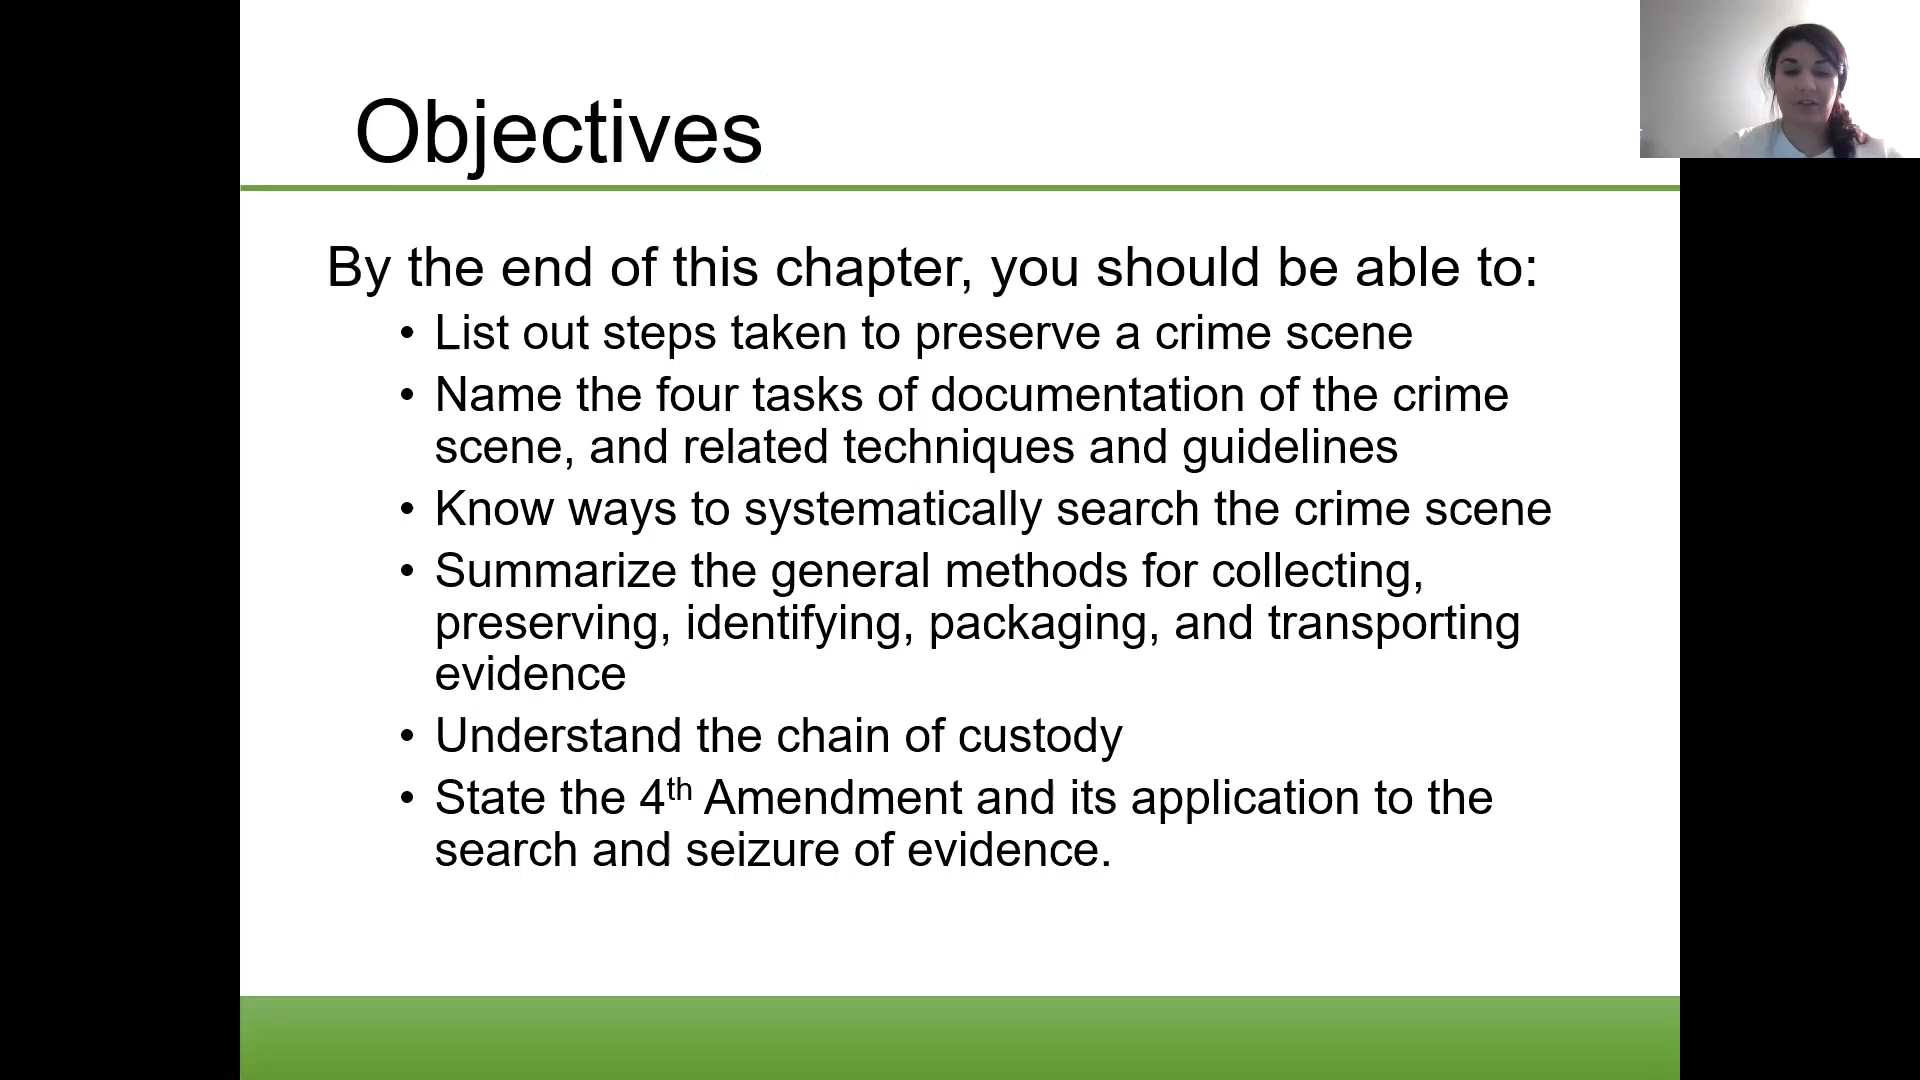 Objectives
By the end of this chapter, you should be able to:
• List out steps taken to preserve a crime scene
• Name the four tasks of documentation of the crime
scene, and related techniques and guidelines
• Know ways to systematically search the crime scene
• Summarize the general methods for collecting,
preserving, identifying, packaging, and transporting
evidence
• Understand the chain of custody
• State the 4th Amendment and its application to the
search and seizure of evidence.